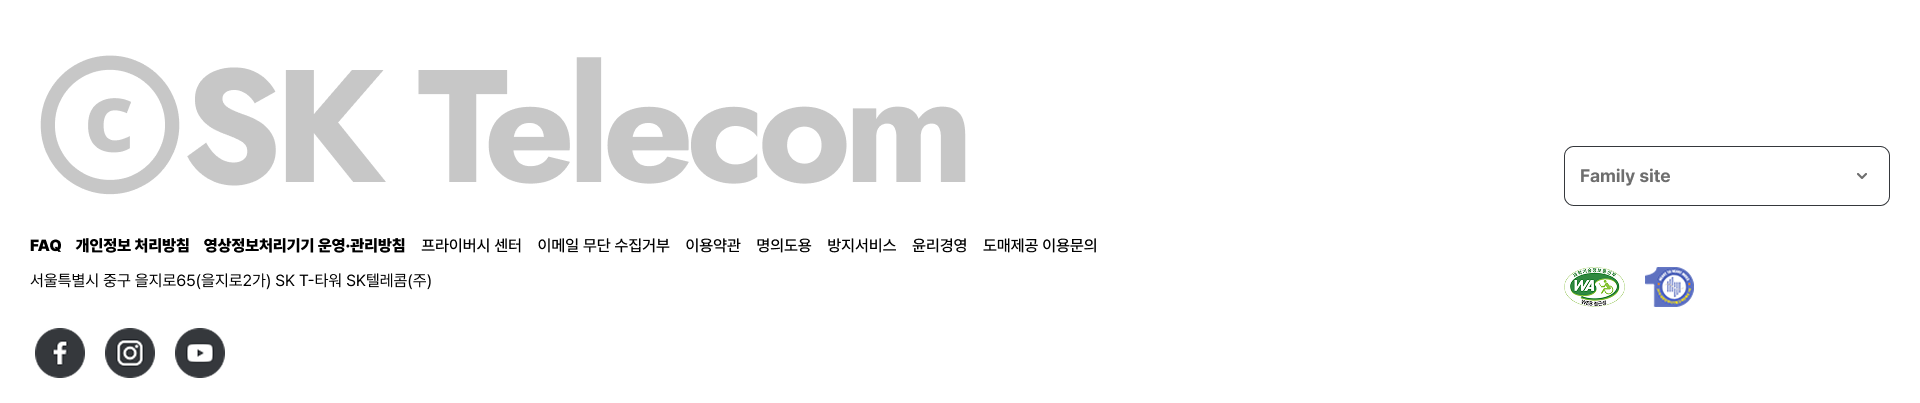 ©SK Telecom
Family site
FAQ 개인정보 처리방침 영상정보처리기기 운영·관리방침 프라이버시 센터 이메일 무단 수집거부 이용약관 명의도용 방지서비스 윤리경영 도매제공 이용문의
서울특별시 중구 을지로65(을지로2가) SK T-타워 SK텔레콤(주)
WA
WEB 접근성
10